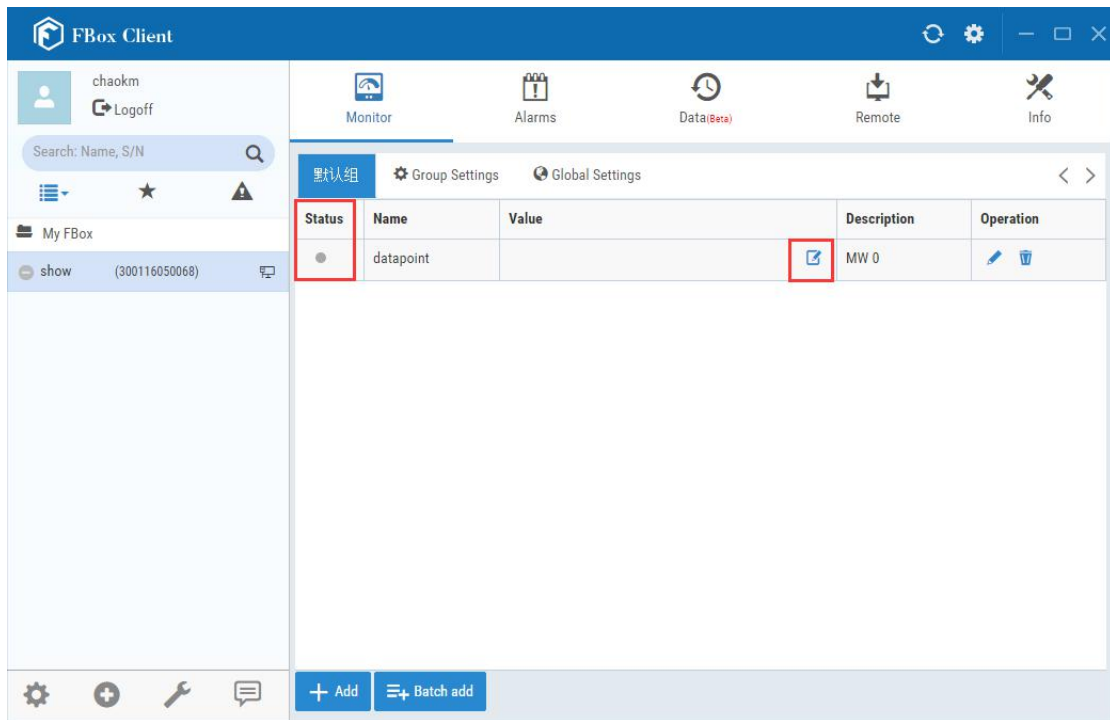 FBox Client
chaokm
Logoff
Search: Name, S/N
My FBox
show (300116050068)
Monitor
Alarms
Data(Beta)
Remote
Info
默认组 Group Settings Global Settings
Status Name Value Description Operation
datapoint MW 0
Add Batch add